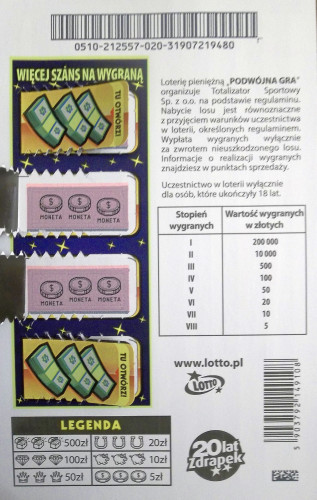 0510-212557-020-31907219480
WIĘCEJ SZANS NA WYGRANĄ
TU OTWÓRZ!
MONETA MONETA MONETA
MONETA MONETA MONETA
TU OTWÓRZ!
Loterię pieniężną „PODWÓJNA GRA”
organizuje Totalizator Sportowy
Sp. z o.o. na podstawie regulaminu.
Nabycie losu jest równoznaczne
z przyjęciem warunków uczestnictwa
w loterii, określonych regulaminem.
Wypłata wygranych wyłącznie
za zwrotem nieuszkodzonego losu.
Informacje o realizacji wygranych
znajdziesz w punktach sprzedaży.
Uczestnictwo w loterii wyłącznie
dla osób, które ukończyły 18 lat.
Stopień wygranych Wartość wygranych w złotych
I 200 000
II 10 000
III 500
IV 100
V 50
VI 20
VII 10
VIII 5
www.lotto.pl
LOTTO
20 lat
Zdrapek
5903792149108
LEGENDA
500zł 20zł
100zł 10zł
50zł 5zł